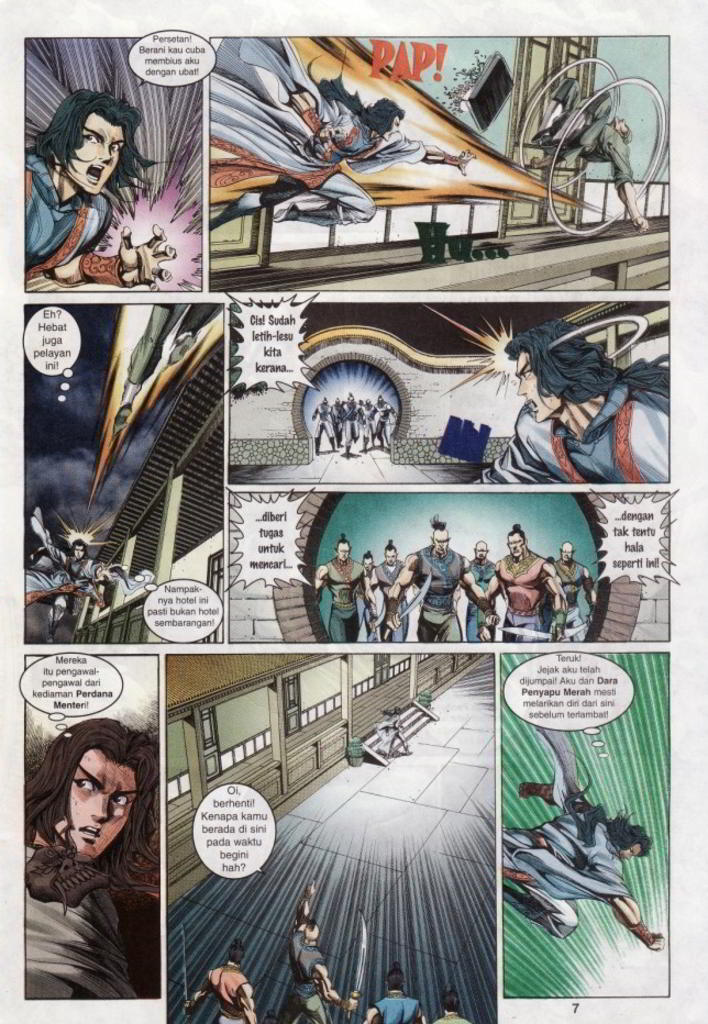 Persetan!
Berani kau cuba
membius aku
dengan ubat!
PAP!
Hu...
Eh?
Hebat
juga
pelayan
ini!
Cis! Sudah
letih-lesu
kita
kerana...
...diberi
tugas
untuk
mencari...
...dengan
tak tentu
hala
seperti ini!
Nampak-
nya hotel ini
pasti bukan hotel
sembarangan!
Mereka
itu pengawal-
pengawal dari
kediaman Perdana
Menteri!
Oi,
berhenti!
Kenapa kamu
berada di sini
pada waktu
begini
hah?
Teruk!
Jejak aku telah
dijumpai! Aku dan Dara
Penyapu Merah mesti
melarikan diri dari sini
sebelum terlambat!
7